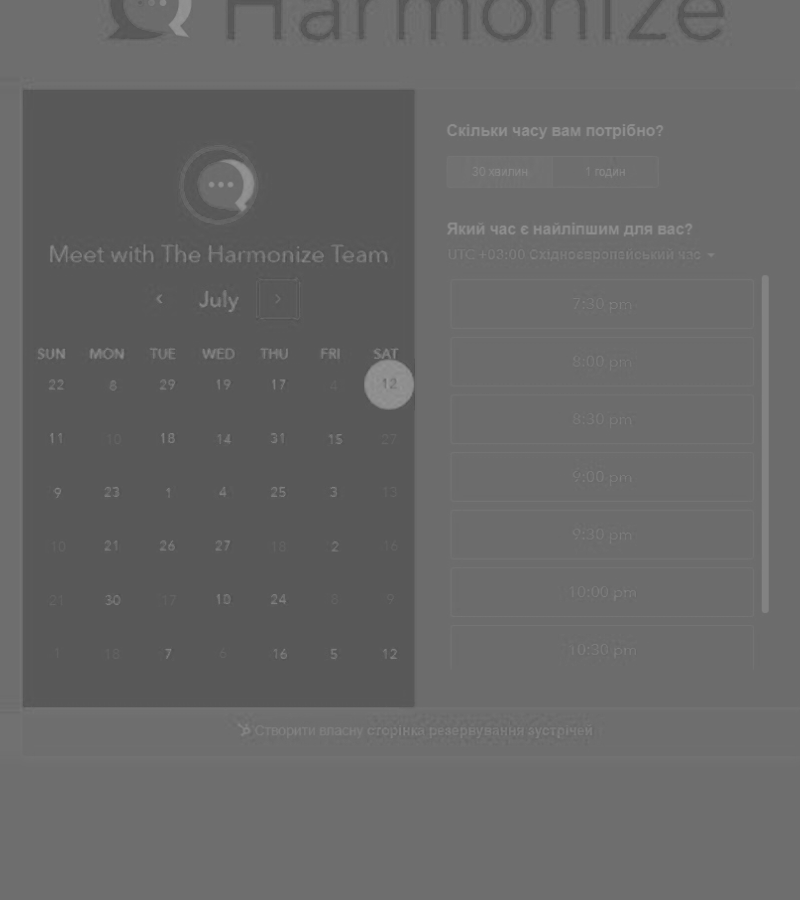 Harmonize
Meet with The Harmonize Team
July
SUN MON TUE WED THU FRI SAT
22 8 29 19 17 4 12
11 10 18 14 31 15 27
9 23 1 4 25 3 13
10 21 26 27 18 2 16
21 30 17 10 24 8 9
18 7 6 16 5 12
Скільки часу вам потрібно?
30 хвилин 1 годин
Який час є найліпшим для вас?
UTC +03:00 Східноєвропейський час
7:30 pm
8:00 pm
8:30 pm
9:00 pm
9:30 pm
10:00 pm
10:30 pm
Створити власну сторінка резервування зустрічей